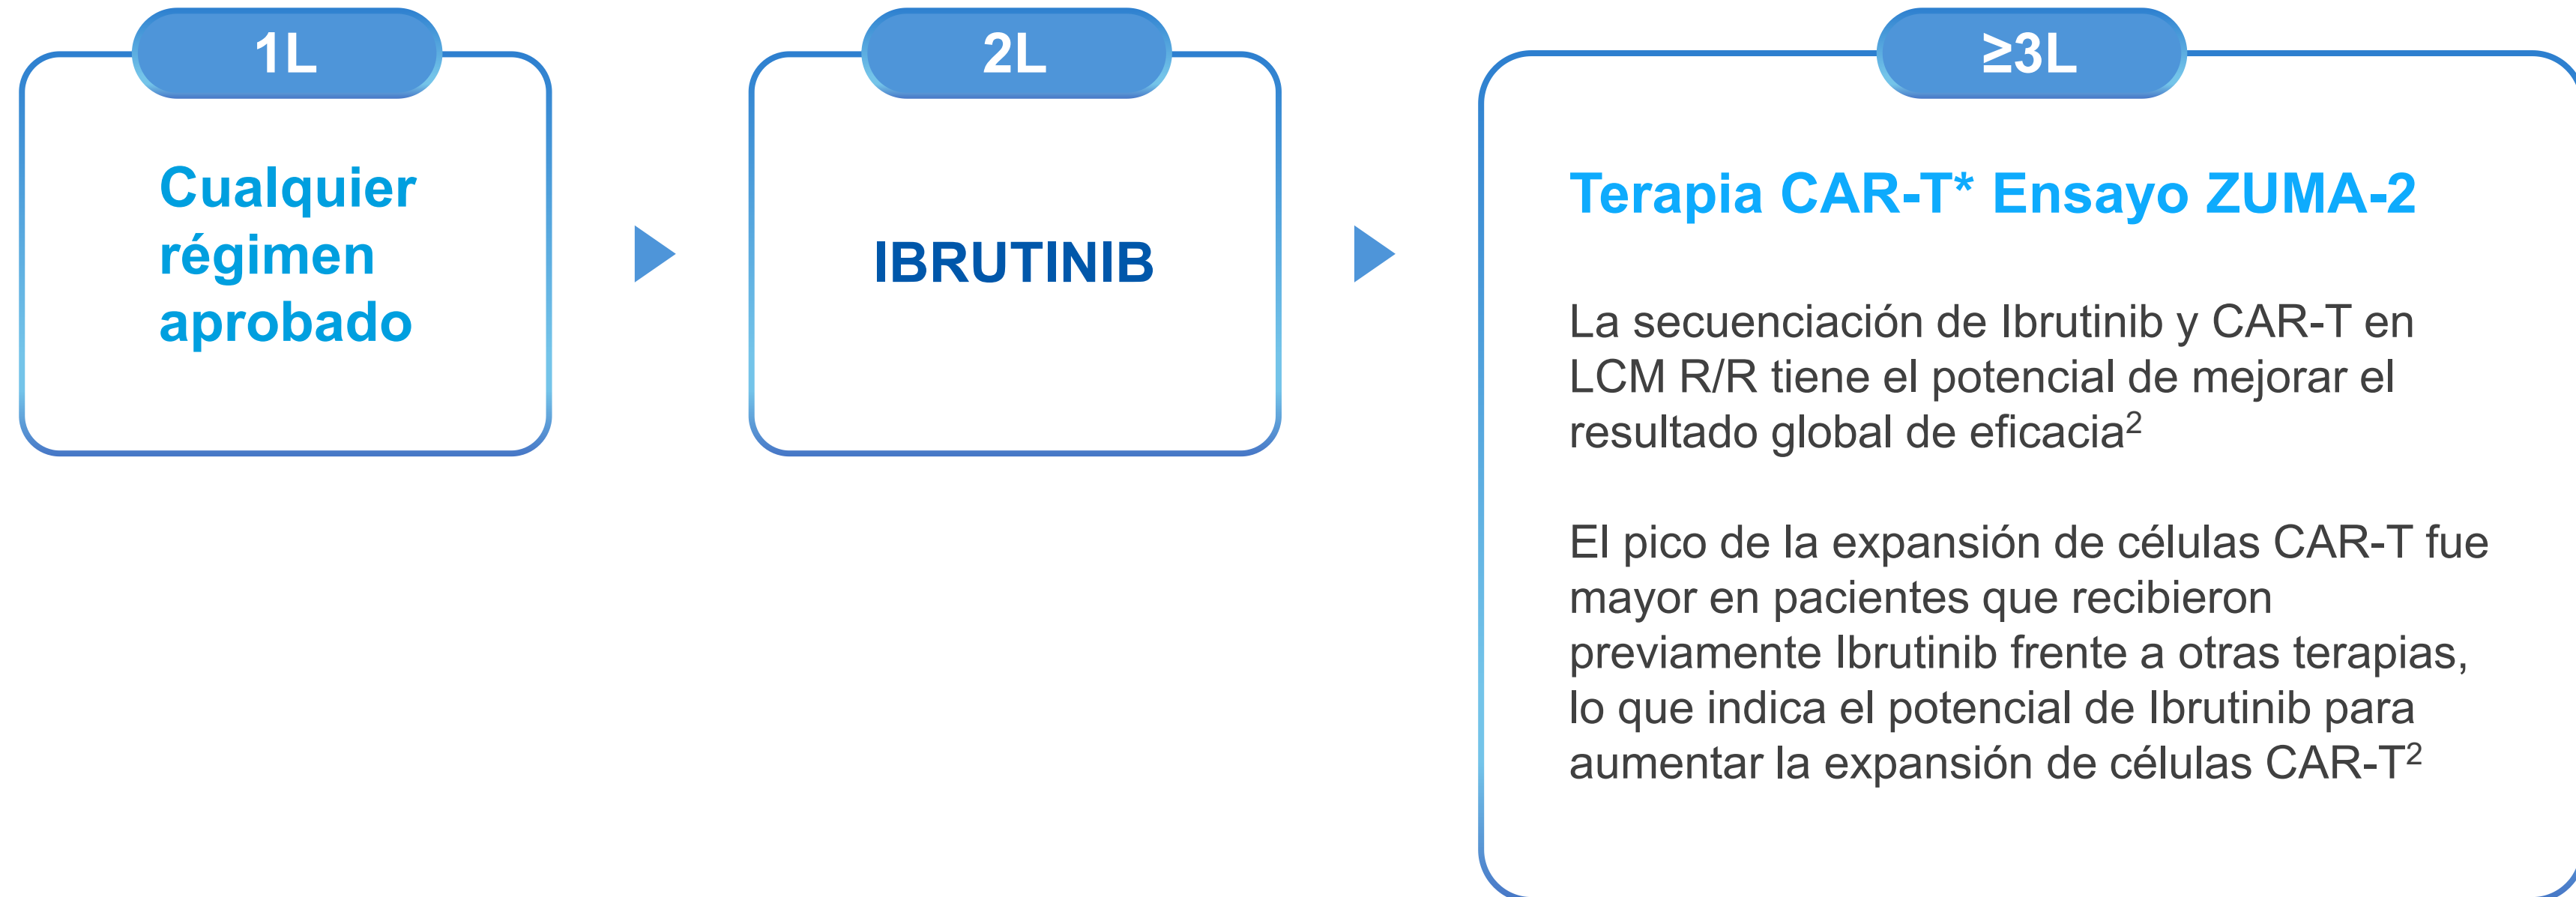 1L
Cualquier
régimen
aprobado
2L
IBRUTINIB
≥3L
Terapia CAR-T* Ensayo ZUMA-2
La secuenciación de Ibrutinib y CAR-T en
LCM R/R tiene el potencial de mejorar el
resultado global de eficacia²
El pico de la expansión de células CAR-T fue
mayor en pacientes que recibieron
previamente Ibrutinib frente a otras terapias,
lo que indica el potencial de Ibrutinib para
aumentar la expansión de células CAR-T²